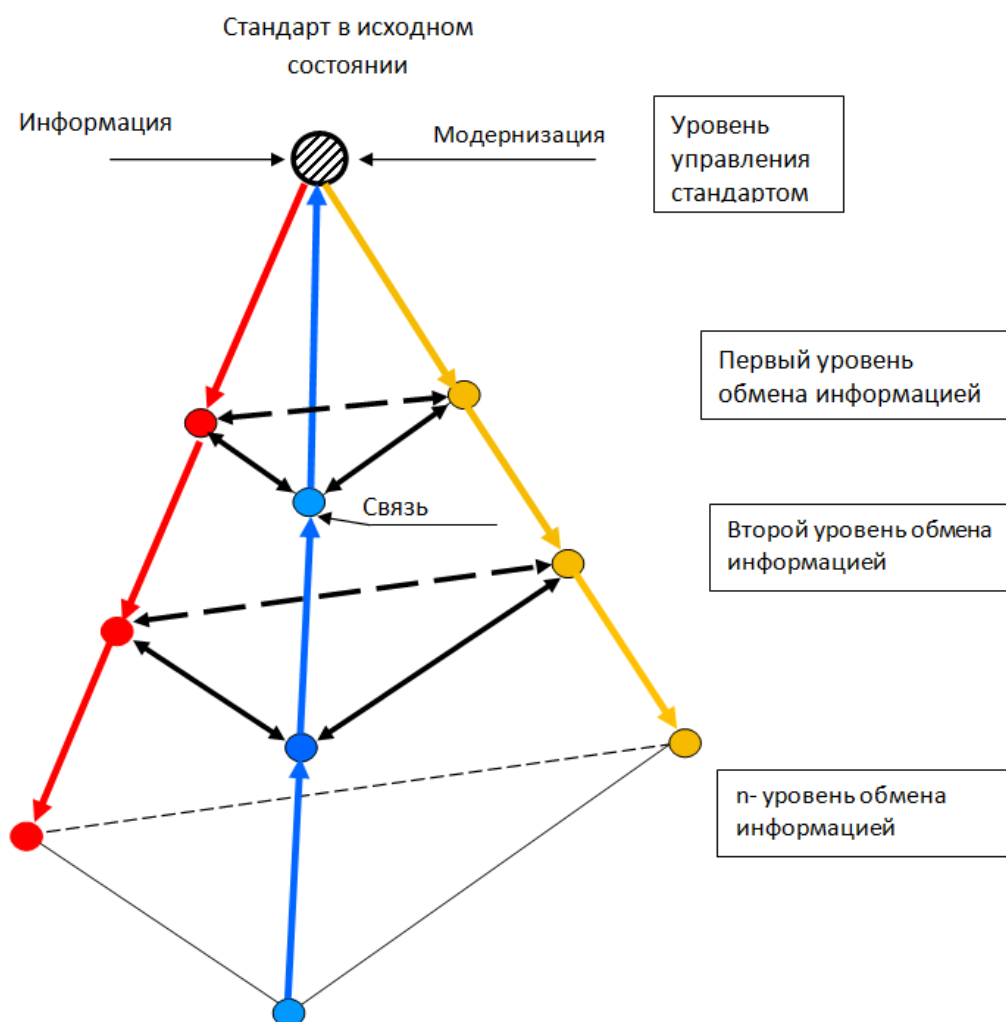 Стандарт в исходном
состоянии
Информация
Модернизация
Уровень
управления
стандартом
Первый уровень
обмена информацией
Связь
Второй уровень обмена
информацией
n- уровень обмена
информацией